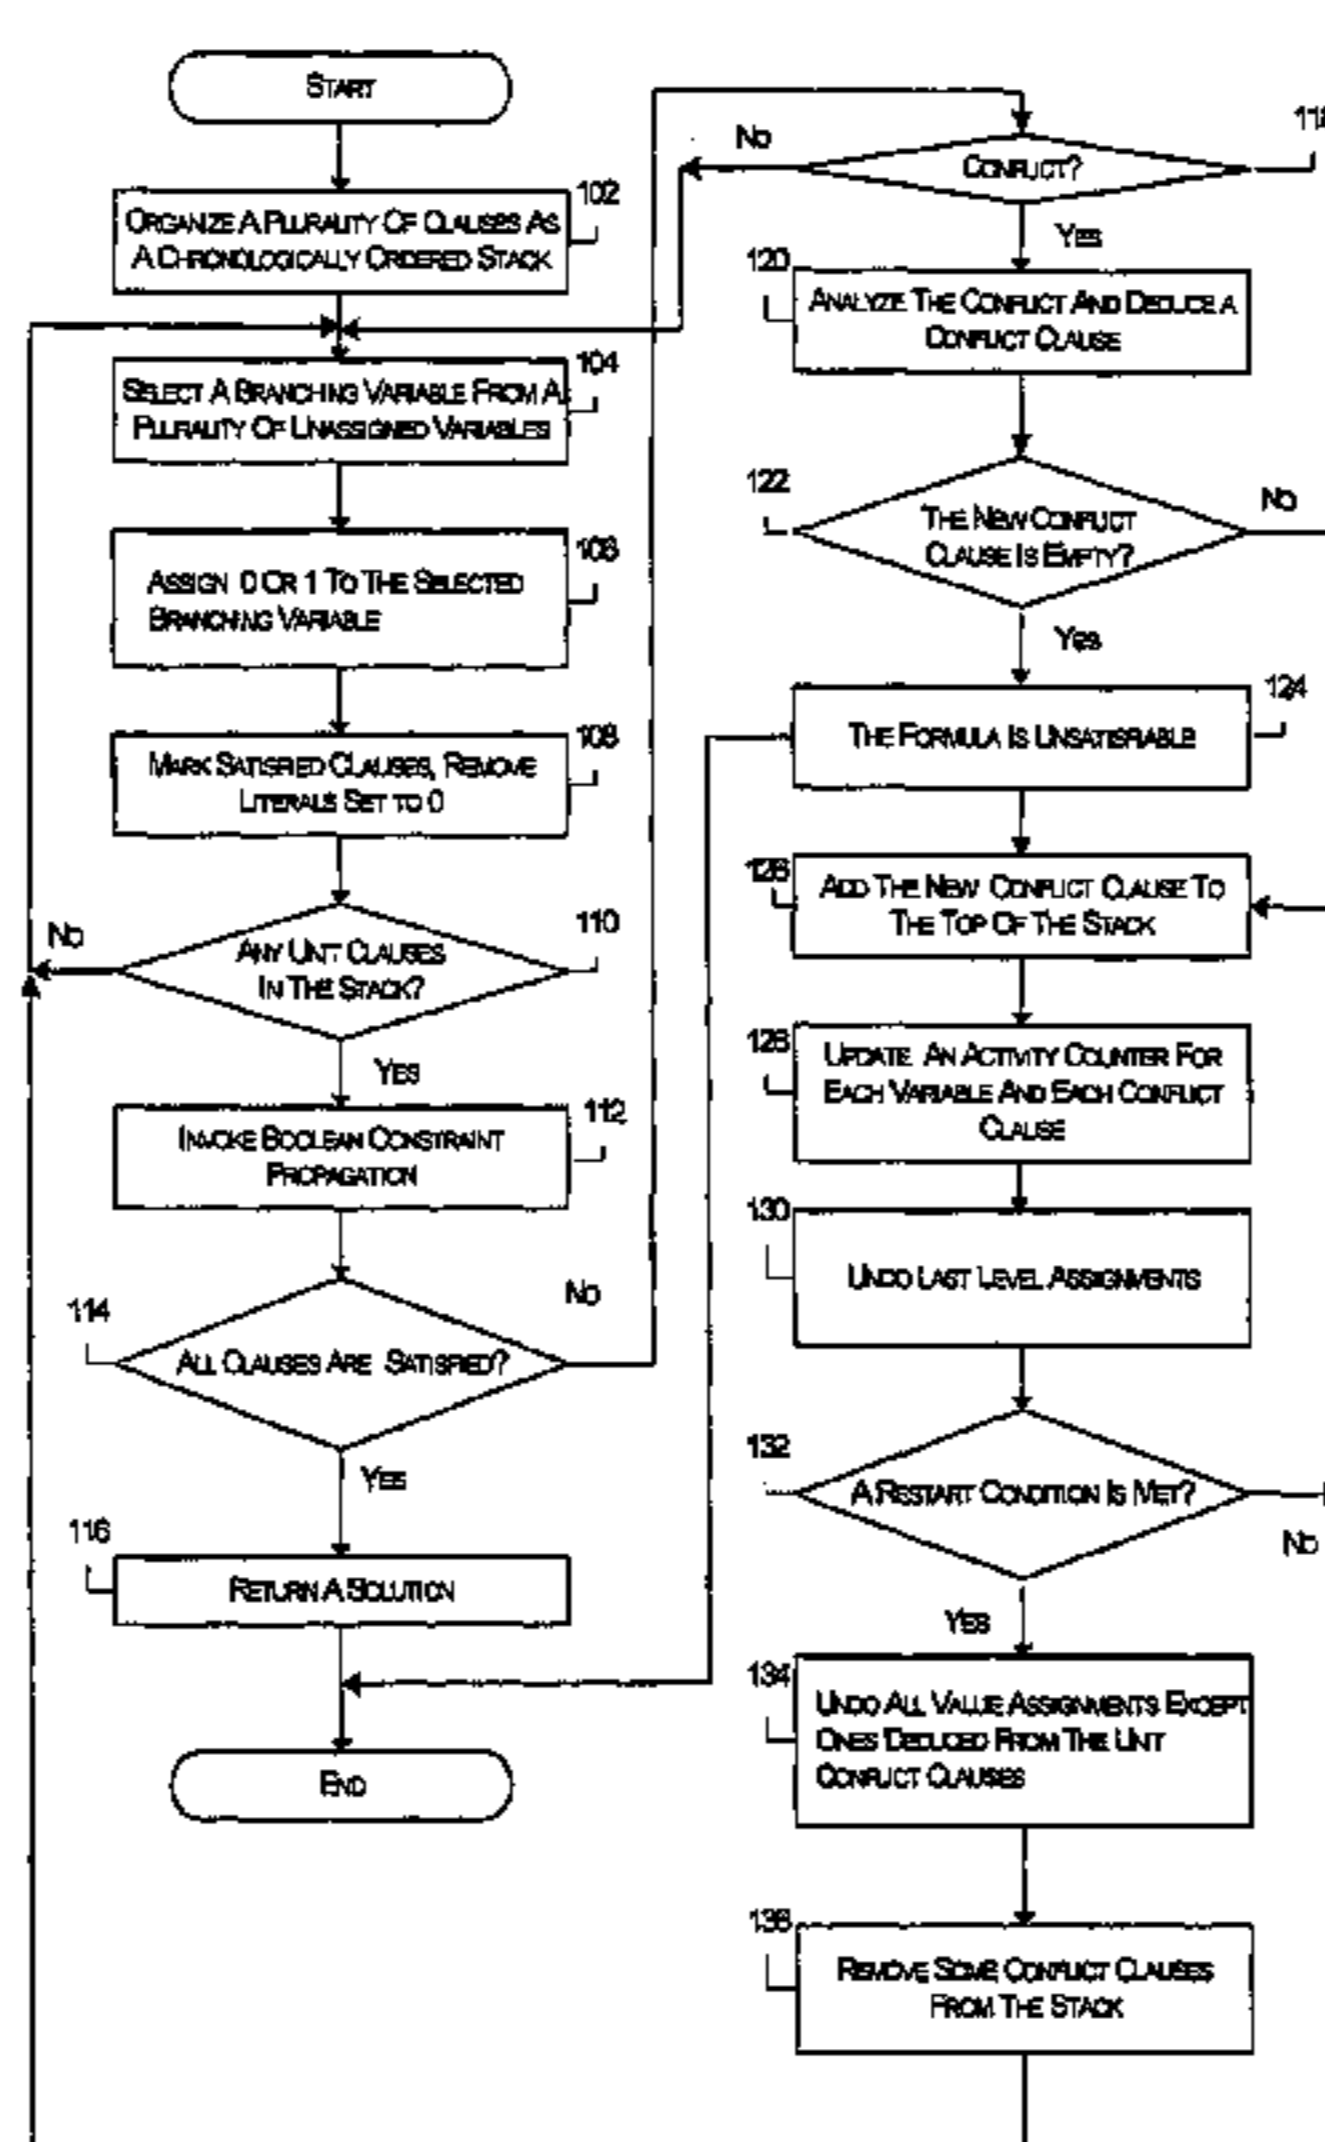 START
102
ORGANIZE A PLURALITY OF CLAUSES AS
A CHRONOLOGICALLY ORDERED STACK
104
SELECT A BRANCHING VARIABLE FROM A
PLURALITY OF UNASSIGNED VARIABLES
106
ASSIGN 0 OR 1 TO THE SELECTED
BRANCHING VARIABLE
108
MARK SATISFIED CLAUSES, REMOVE
LITERALS SET TO 0
110
No
ANY UNIT CLAUSES
IN THE STACK?
YES
112
INVOKE BOOLEAN CONSTRAINT
PROPAGATION
No
114
ALL CLAUSES ARE SATISFIED?
YES
116
RETURN A SOLUTION
END
No
CONFLICT?
118
YES
120
ANALYZE THE CONFLICT AND DEDUCE A
CONFLICT CLAUSE
122
THE NEW CONFLICT
CLAUSE IS EMPTY?
No
Yes
124
THE FORMULA IS UNSATISFIABLE
126
ADD THE NEW CONFLICT CLAUSE TO
THE TOP OF THE STACK
128
UPDATE AN ACTIVITY COUNTER FOR
EACH VARIABLE AND EACH CONFLICT
CLAUSE
130
UNDO LAST LEVEL ASSIGNMENTS
132
A RESTART CONDITION IS MET?
No
YES
134
UNDO ALL VALUE ASSIGNMENTS EXCEPT
ONES DEDUCED FROM THE UNIT
CONFLICT CLAUSES
136
REMOVE SOME CONFLICT CLAUSES
FROM THE STACK